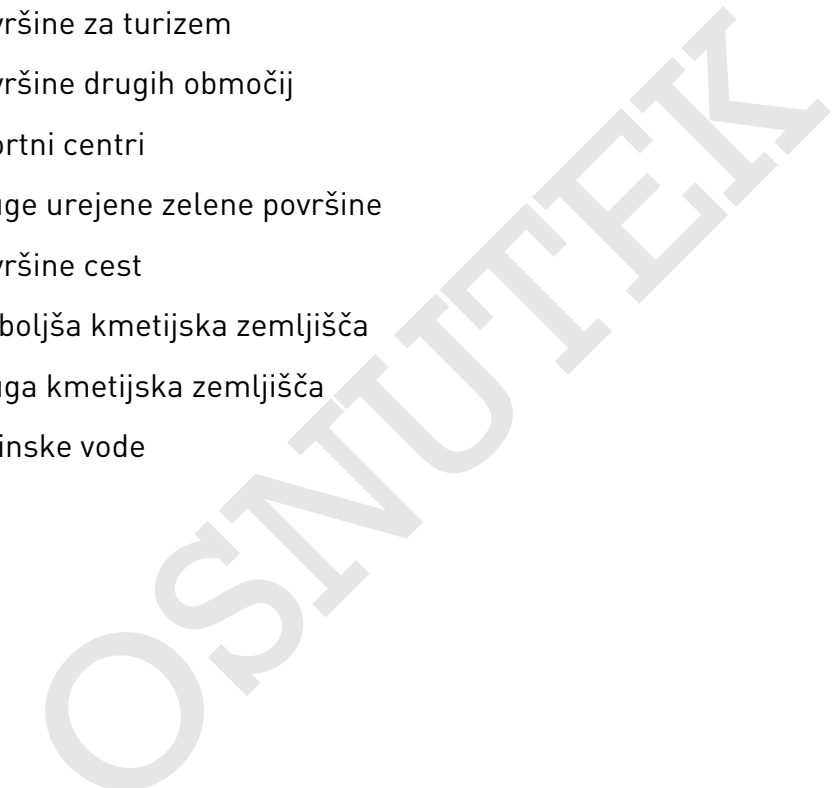 vršine za turizem
vršine drugih območij
ortni centri
uge urejene zelene površine
vršine cest
boljša kmetijska zemljišča
uga kmetijska zemljišča
inske vode
OSNUTEK